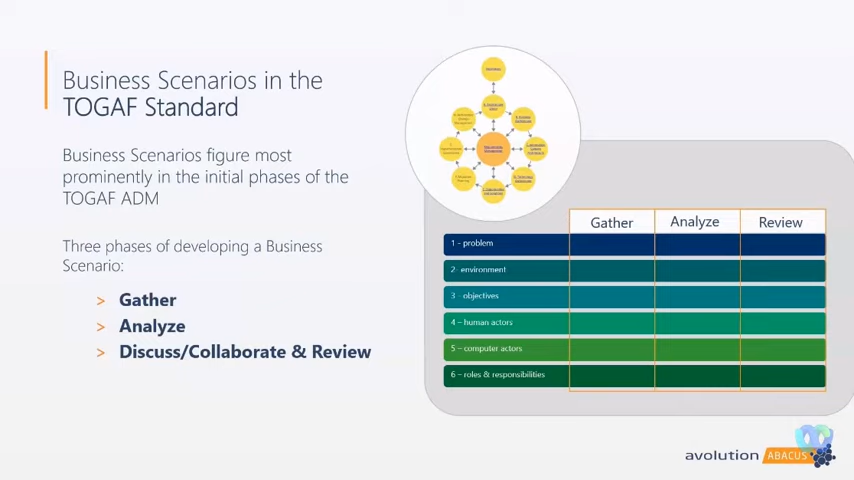 Business Scenarios in the
TOGAF Standard
Business Scenarios figure most
prominently in the initial phases of the
TOGAF ADM
Three phases of developing a Business
Scenario:
> Gather
> Analyze
> Discuss/Collaborate & Review
Gather Analyze Review
1 - problem
2- environment
3 - objectives
4 – human actors
5 – computer actors
6 – roles & responsibilities
avolution ABACUS